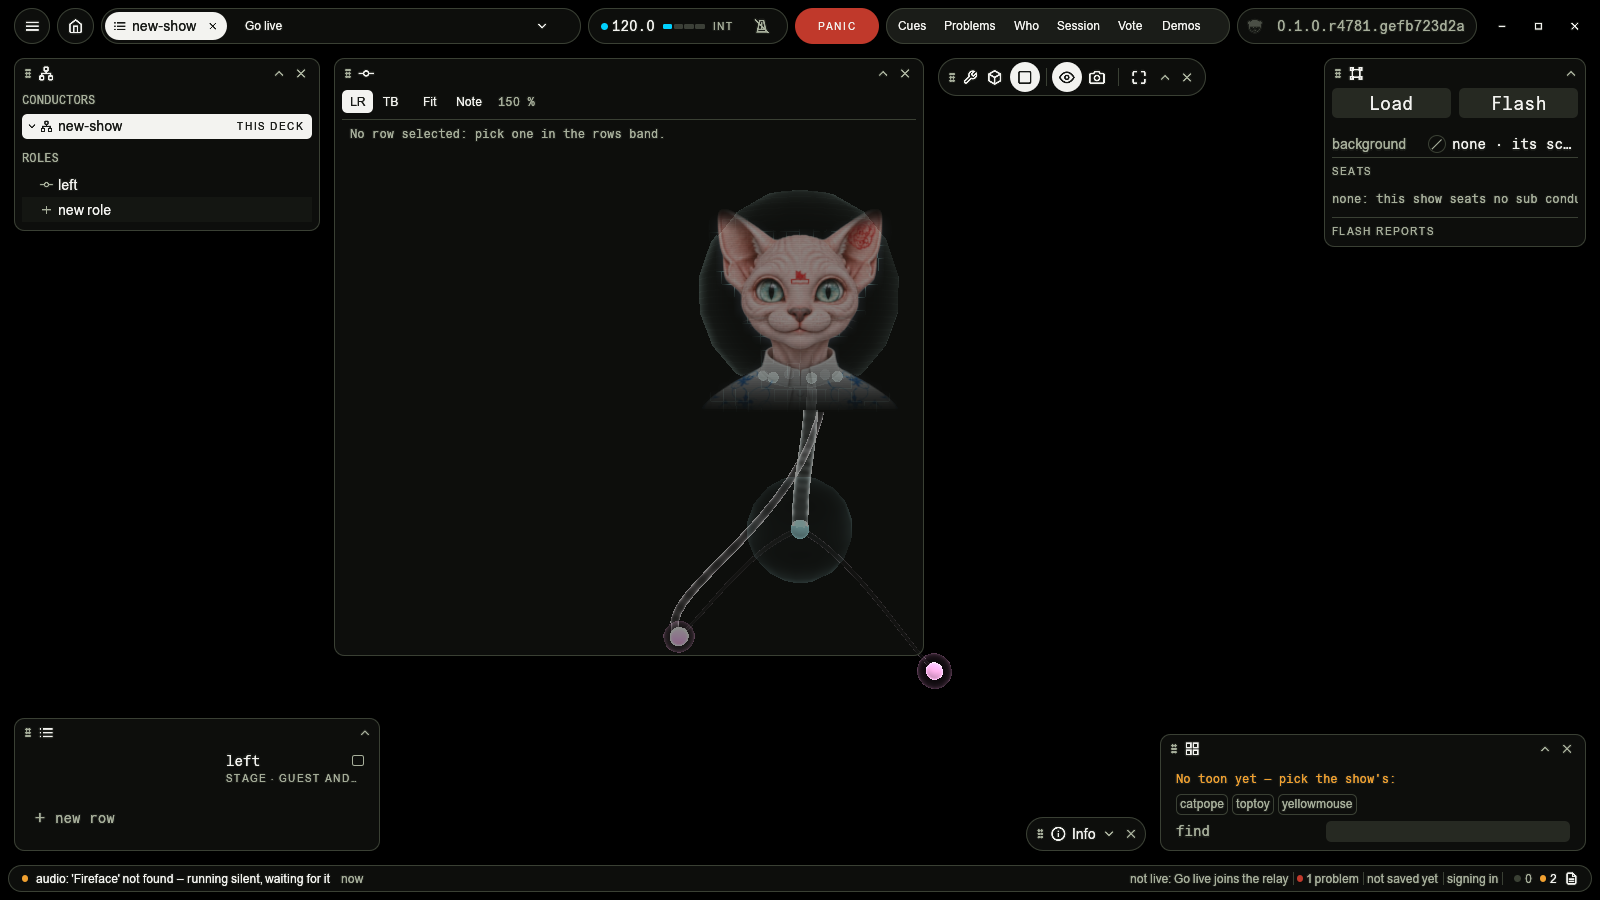 new-show
Go live
120.0
INT
PANIC
Cues
Problems
Who
Session
Vote
Demos
0.1.0.r4781.gefb723d2a
CONDUCTORS
new-show
THIS DECK
ROLES
left
new role
LR
TB
Fit
Note
150 %
No row selected: pick one in the rows band.
Load
Flash
background
none · its sc…
SEATS
none: this show seats no sub condu
FLASH REPORTS
left
STAGE · GUEST AND…
+ new row
Info
No toon yet — pick the show's:
catpope
toptoy
yellowmouse
find
audio: 'Fireface' not found – running silent, waiting for it now
not live: Go live joins the relay
1 problem
not saved yet
signing in
0
2